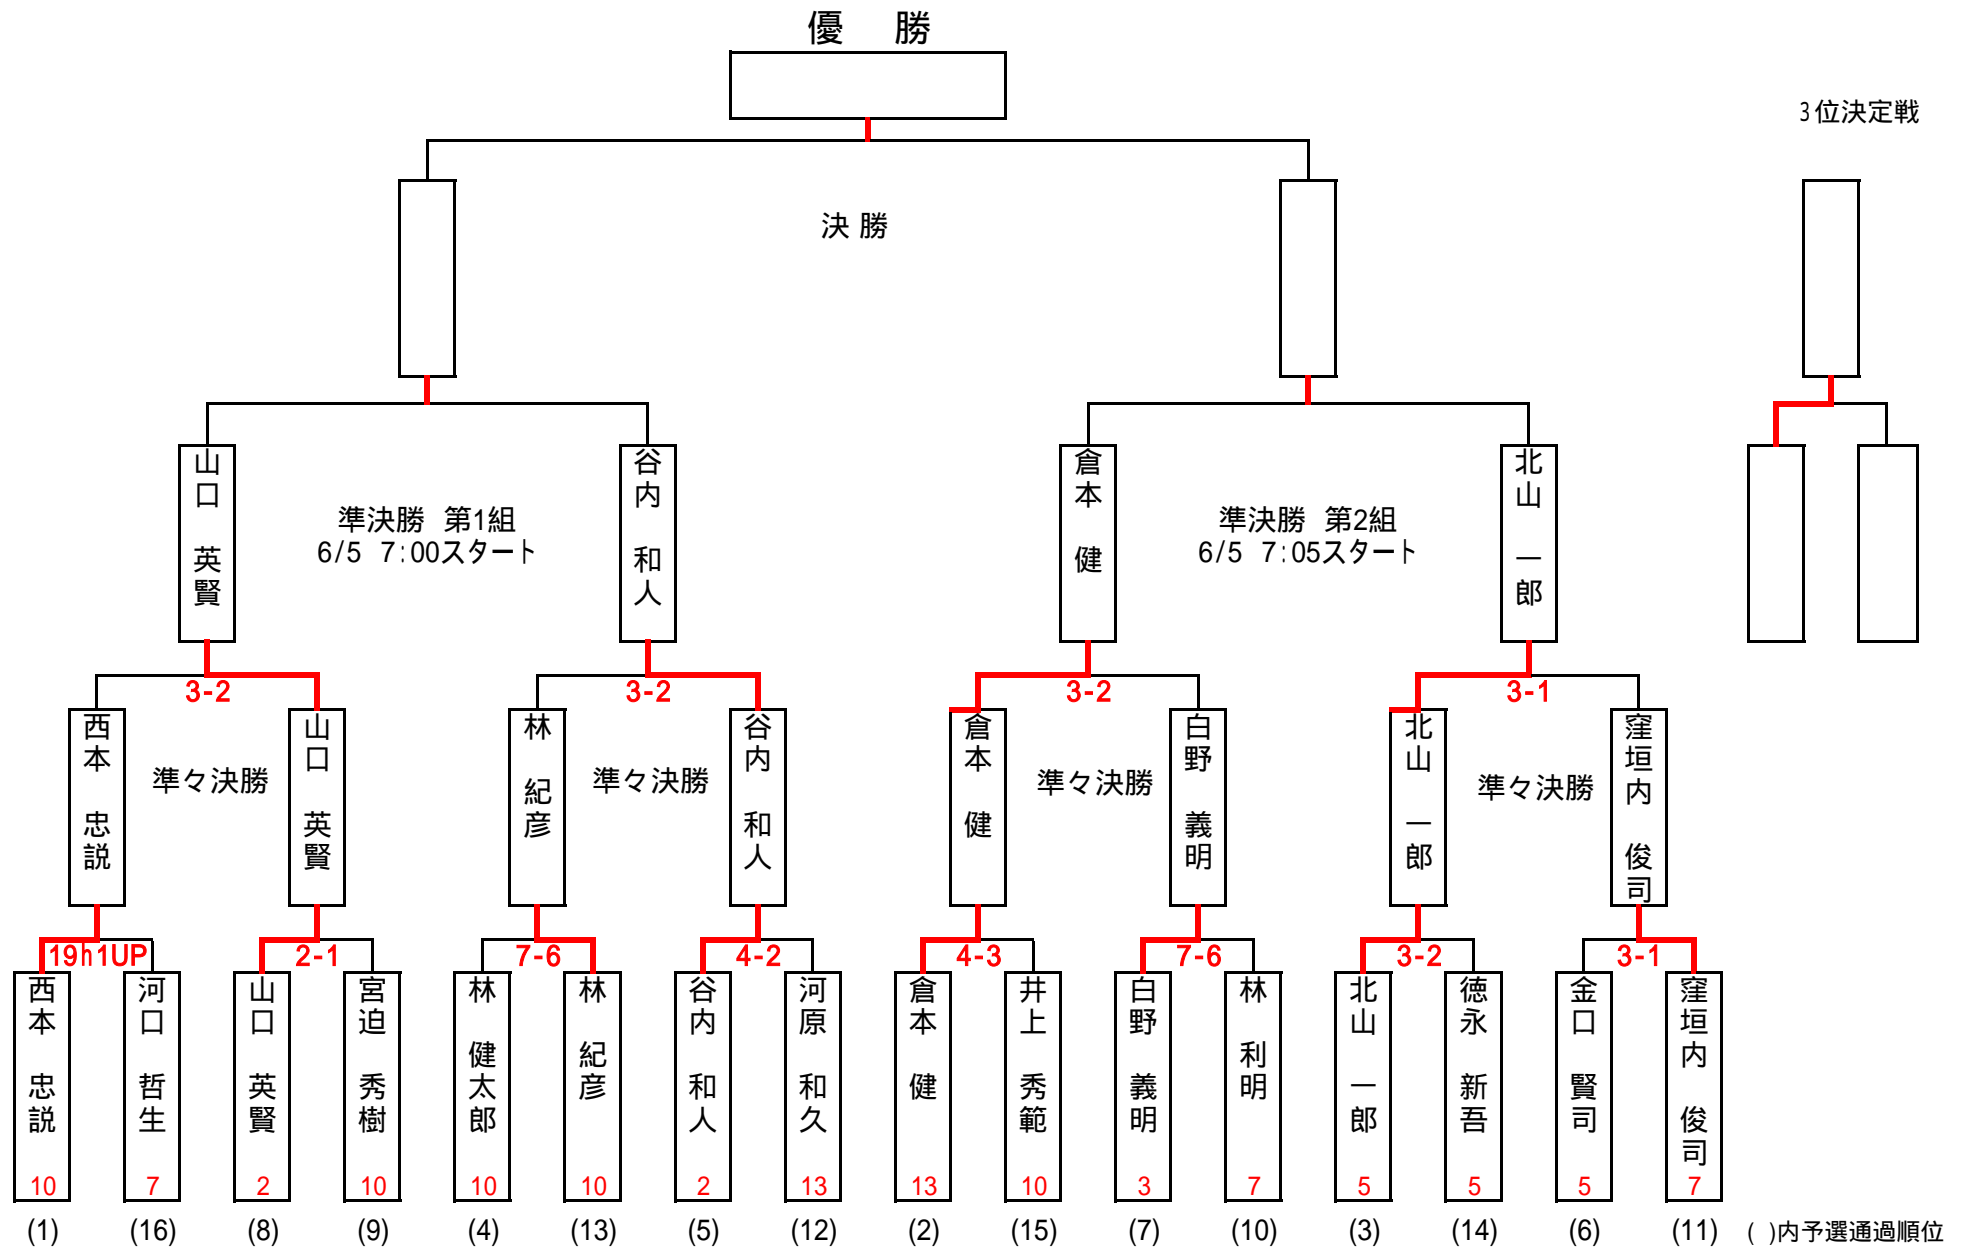 優 勝
3位決定戦
決 勝
山口 英賢
谷内 和人
倉本 健
北山 一郎
準決勝 第1組
6/5 7:00スタート
準決勝 第2組
6/5 7:05スタート
3-2
3-2
3-2
3-1
西本 忠説
山口 英賢
林 紀彦
谷内 和人
倉本 健
白野 義明
北山 一郎
窪垣内 俊司
準々決勝
準々決勝
準々決勝
準々決勝
19h1UP
2-1
7-6
4-2
4-3
7-6
3-2
3-1
西本 忠説 10
河口 哲生 7
山口 英賢 2
宮迫 秀樹 10
林 健太郎 10
林 紀彦 10
谷内 和人 2
河原 和久 13
倉本 健 13
井上 秀範 10
白野 義明 3
林 利明 7
北山 一郎 5
徳永 新吾 5
金口 賢司 5
窪垣内 俊司 7
(1) (16) (8) (9) (4) (13) (5) (12) (2) (15) (7) (10) (3) (14) (6) (11) ( )内予選通過順位